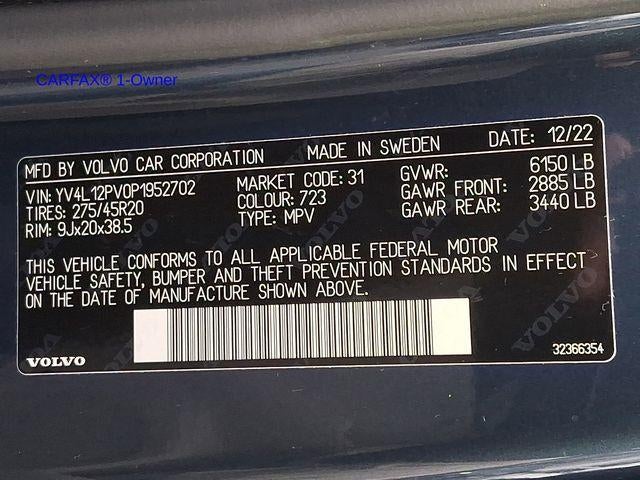 CARFAX® 1-Owner
MFD BY VOLVO CAR CORPORATION MADE IN SWEDEN DATE: 12/22
VIN: YV4L12PV0P1952702 MARKET CODE: 31 GVWR: 6150 LB
TIRES: 275/45R20 COLOUR: 723 GAWR FRONT: 2885 LB
RIM: 9Jx20x38.5 TYPE: MPV GAWR REAR: 3440 LB
THIS VEHICLE CONFORMS TO ALL APPLICABLE FEDERAL MOTOR
VEHICLE SAFETY, BUMPER AND THEFT PREVENTION STANDARDS IN EFFECT
ON THE DATE OF MANUFACTURE SHOWN ABOVE.
VOLVO 32366354